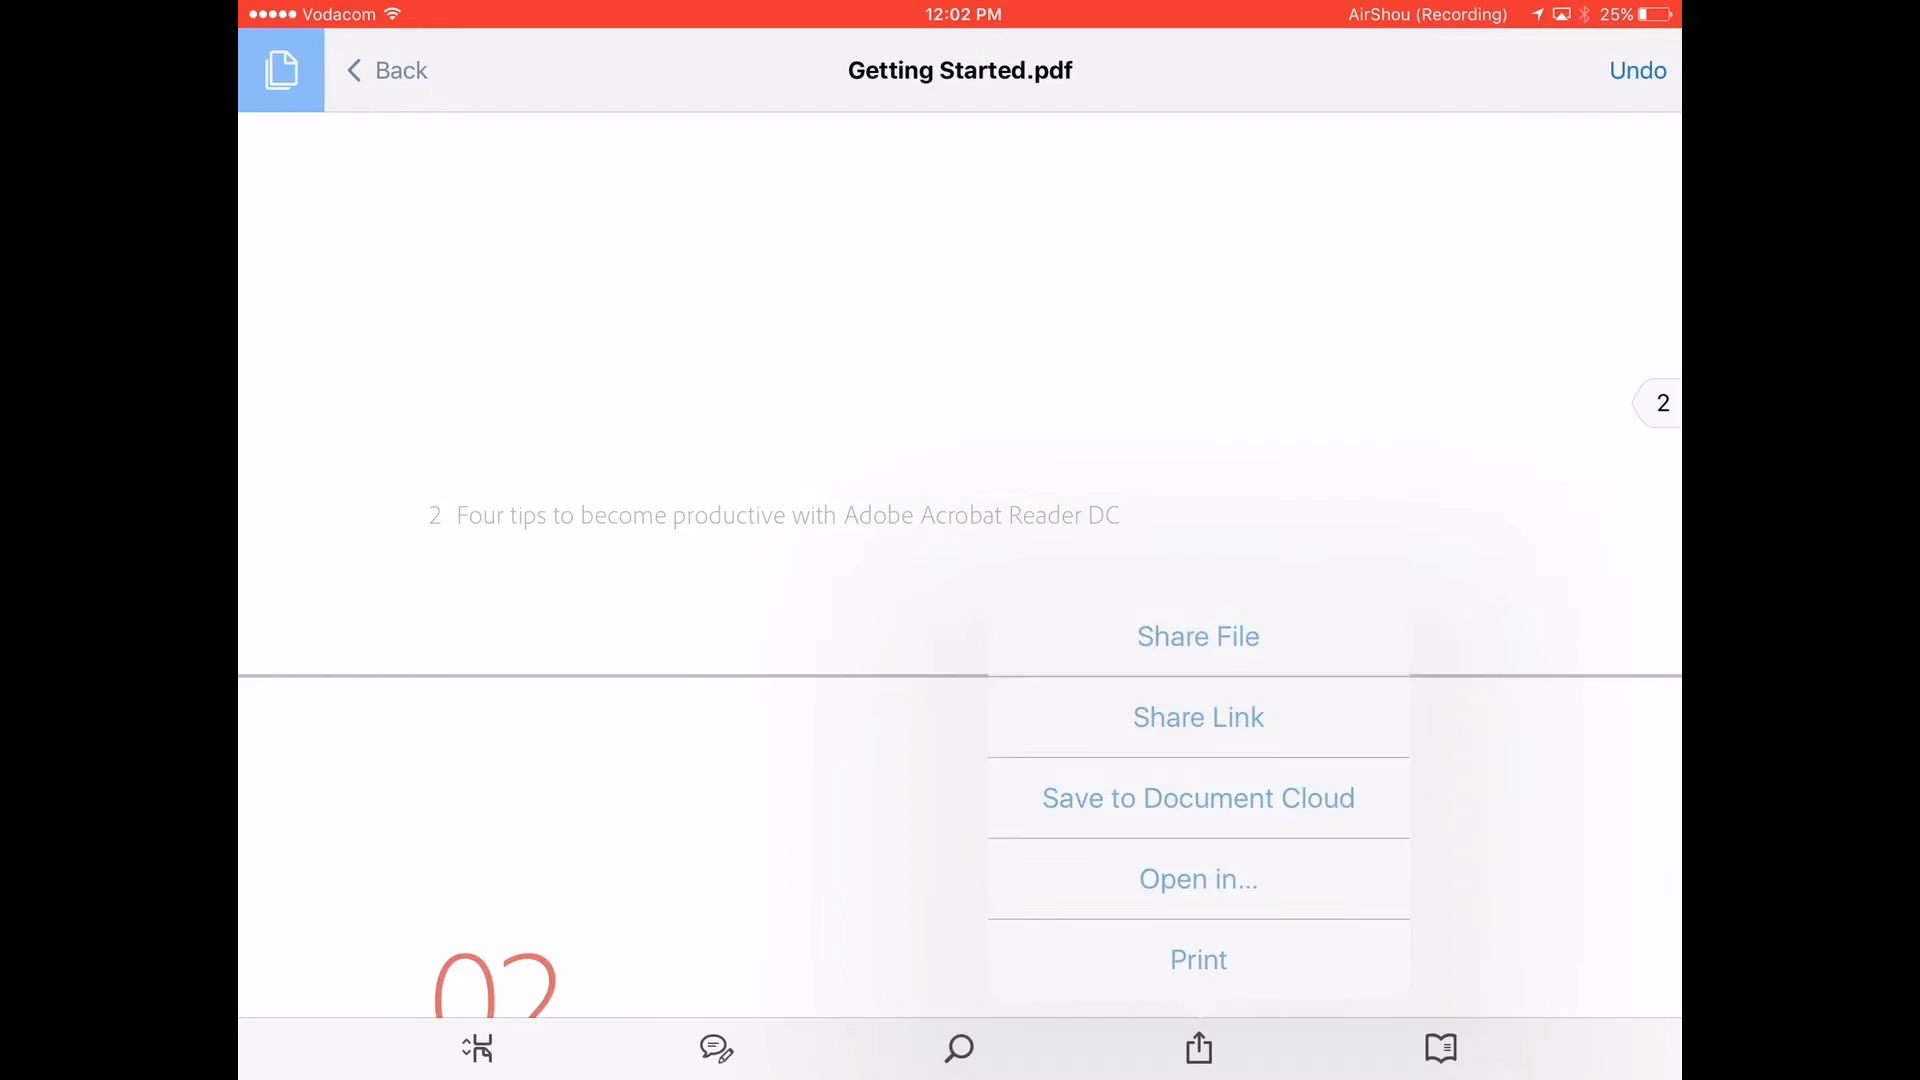 Vodacom
12:02 PM
AirShou (Recording)
25%
Back
Getting Started.pdf
Undo
2
2 Four tips to become productive with Adobe Acrobat Reader DC
Share File
Share Link
Save to Document Cloud
Open in...
Print
02